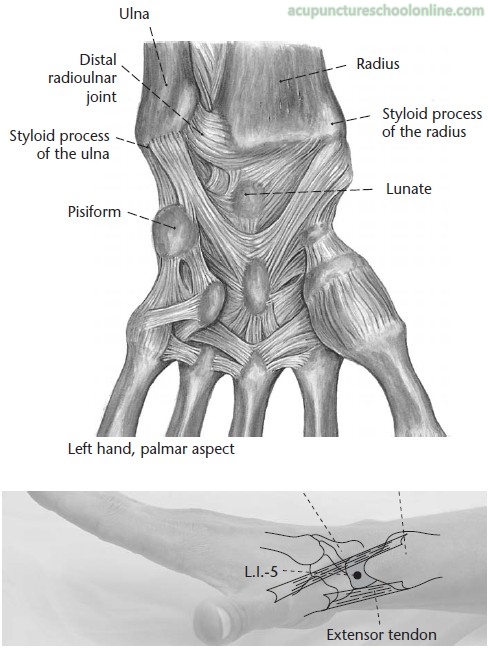 acupunctureschoolonline.com
Ulna
Distal
radioulnar
joint
Radius
Styloid process
of the radius
Styloid process
of the ulna
Lunate
Pisiform
Left hand, palmar aspect
L.I.-5
Extensor tendon